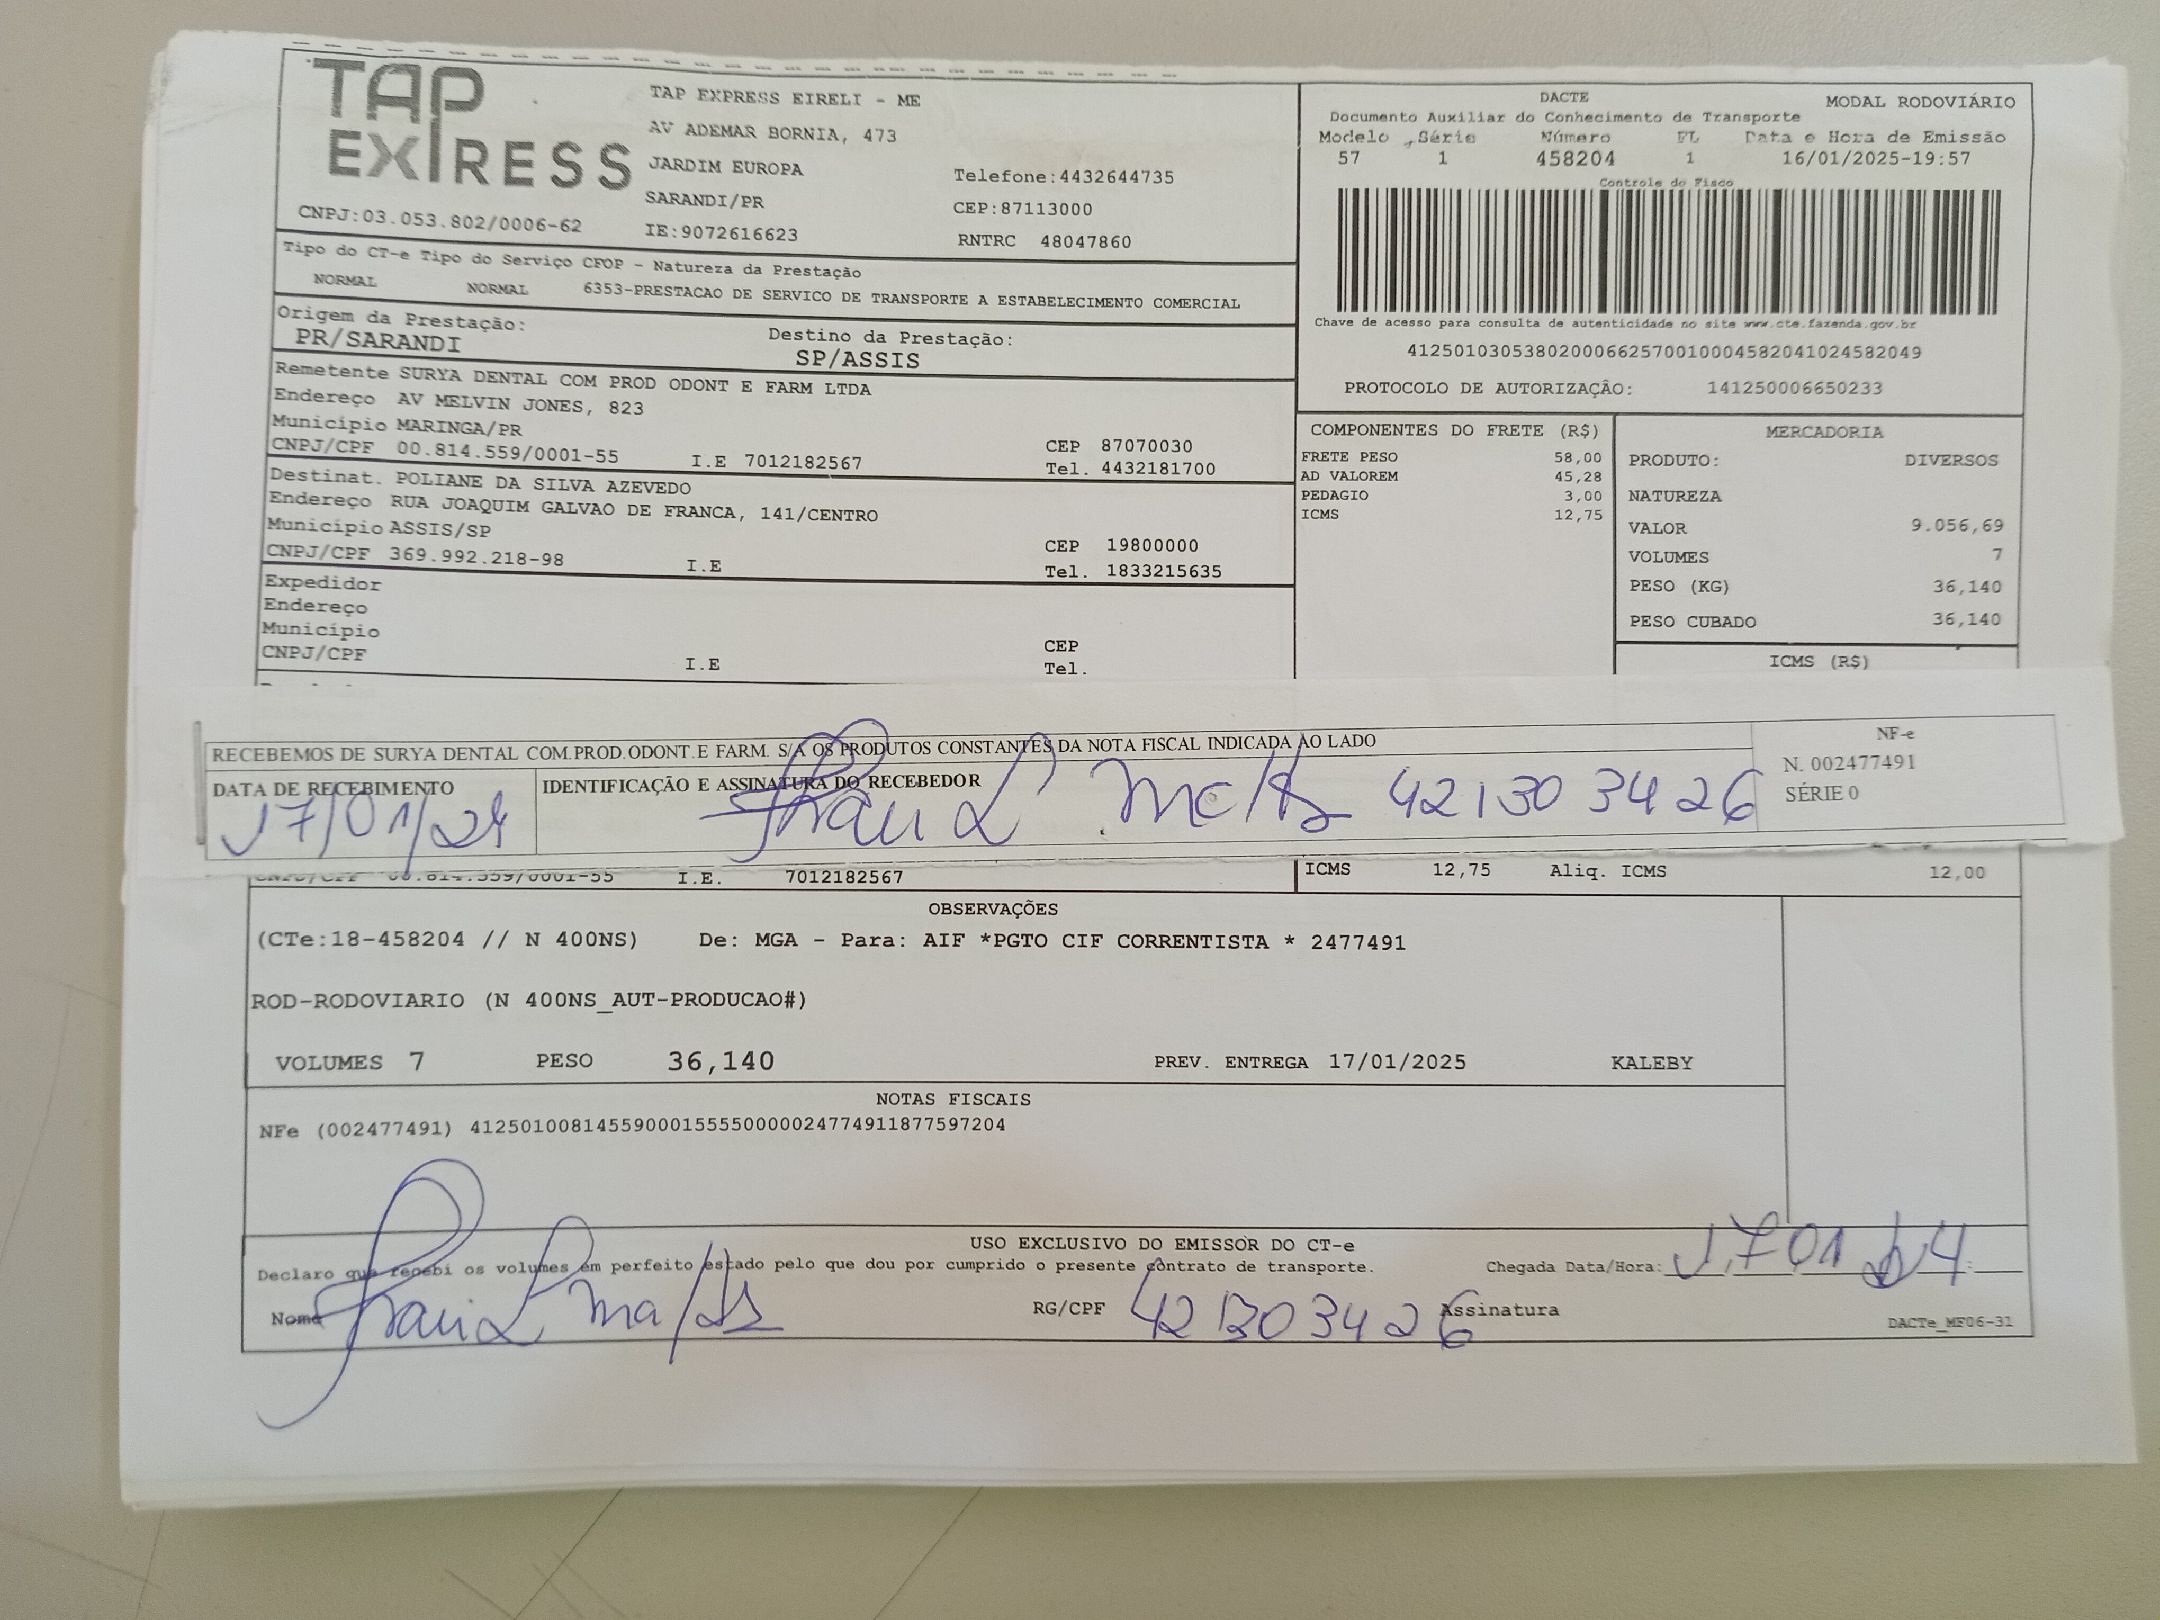 TAP EXPRESS
TAP EXPRESS EIRELI - ME
AV ADEMAR BORNIA, 473
JARDIM EUROPA
Telefone:4432644735
SARANDI/PR
CEP:87113000
CNPJ:03.053.802/0006-62
IE:9072616623
RNTRC 48047860
DACTE
MODAL RODOVIÁRIO
Documento Auxiliar do Conhecimento de Transporte
Modelo Série Número FL Data e Hora de Emissão
57 1 458204 1 16/01/2025-19:57
Controle do Fisco
Chave de acesso para consulta de autenticidade no site www.cte.fazenda.gov.br
41250103053802000662570010004582041024582049
PROTOCOLO DE AUTORIZAÇÃO: 141250006650233
Tipo do CT-e Tipo do Serviço CFOP - Natureza da Prestação
NORMAL NORMAL 6353-PRESTACAO DE SERVICO DE TRANSPORTE A ESTABELECIMENTO COMERCIAL
Origem da Prestação: Destino da Prestação:
PR/SARANDI SP/ASSIS
Remetente SURYA DENTAL COM PROD ODONT E FARM LTDA
Endereço AV MELVIN JONES, 823
Município MARINGA/PR CEP 87070030
CNPJ/CPF 00.814.559/0001-55 I.E 7012182567 Tel. 4432181700
Destinat. POLIANE DA SILVA AZEVEDO
Endereço RUA JOAQUIM GALVAO DE FRANCA, 141/CENTRO
Município ASSIS/SP CEP 19800000
CNPJ/CPF 369.992.218-98 I.E Tel. 1833215635
Expedidor
Endereço
Município CEP
CNPJ/CPF I.E Tel.
COMPONENTES DO FRETE (R$)
FRETE PESO 58,00
AD VALOREM 45,28
PEDAGIO 3,00
ICMS 12,75
MERCADORIA
PRODUTO: DIVERSOS
NATUREZA
VALOR 9.056,69
VOLUMES 7
PESO (KG) 36,140
PESO CUBADO 36,140
ICMS (R$)
RECEBEMOS DE SURYA DENTAL COM.PROD.ODONT.E FARM. S/A OS PRODUTOS CONSTANTES DA NOTA FISCAL INDICADA AO LADO
NF-e
N. 002477491
SÉRIE 0
DATA DE RECEBIMENTO IDENTIFICAÇÃO E ASSINATURA DO RECEBEDOR
17/01/24 42130 3426
CNPJ/CPF 00.814.559/0001-55 I.E. 7012182567 ICMS 12,75 Aliq. ICMS 12,00
OBSERVAÇÕES
(CTe:18-458204 // N 400NS) De: MGA - Para: AIF *PGTO CIF CORRENTISTA * 2477491
ROD-RODOVIARIO (N 400NS_AUT-PRODUCAO#)
VOLUMES 7 PESO 36,140 PREV. ENTREGA 17/01/2025 KALEBY
NOTAS FISCAIS
NFe (002477491) 41250100814559000155550000024774911877597204
USO EXCLUSIVO DO EMISSOR DO CT-e
Declaro que recebi os volumes em perfeito estado pelo que dou por cumprido o presente contrato de transporte. Chegada Data/Hora: 17 01 24
Nome RG/CPF 42130 3426 Assinatura
DACTe_MF06-31